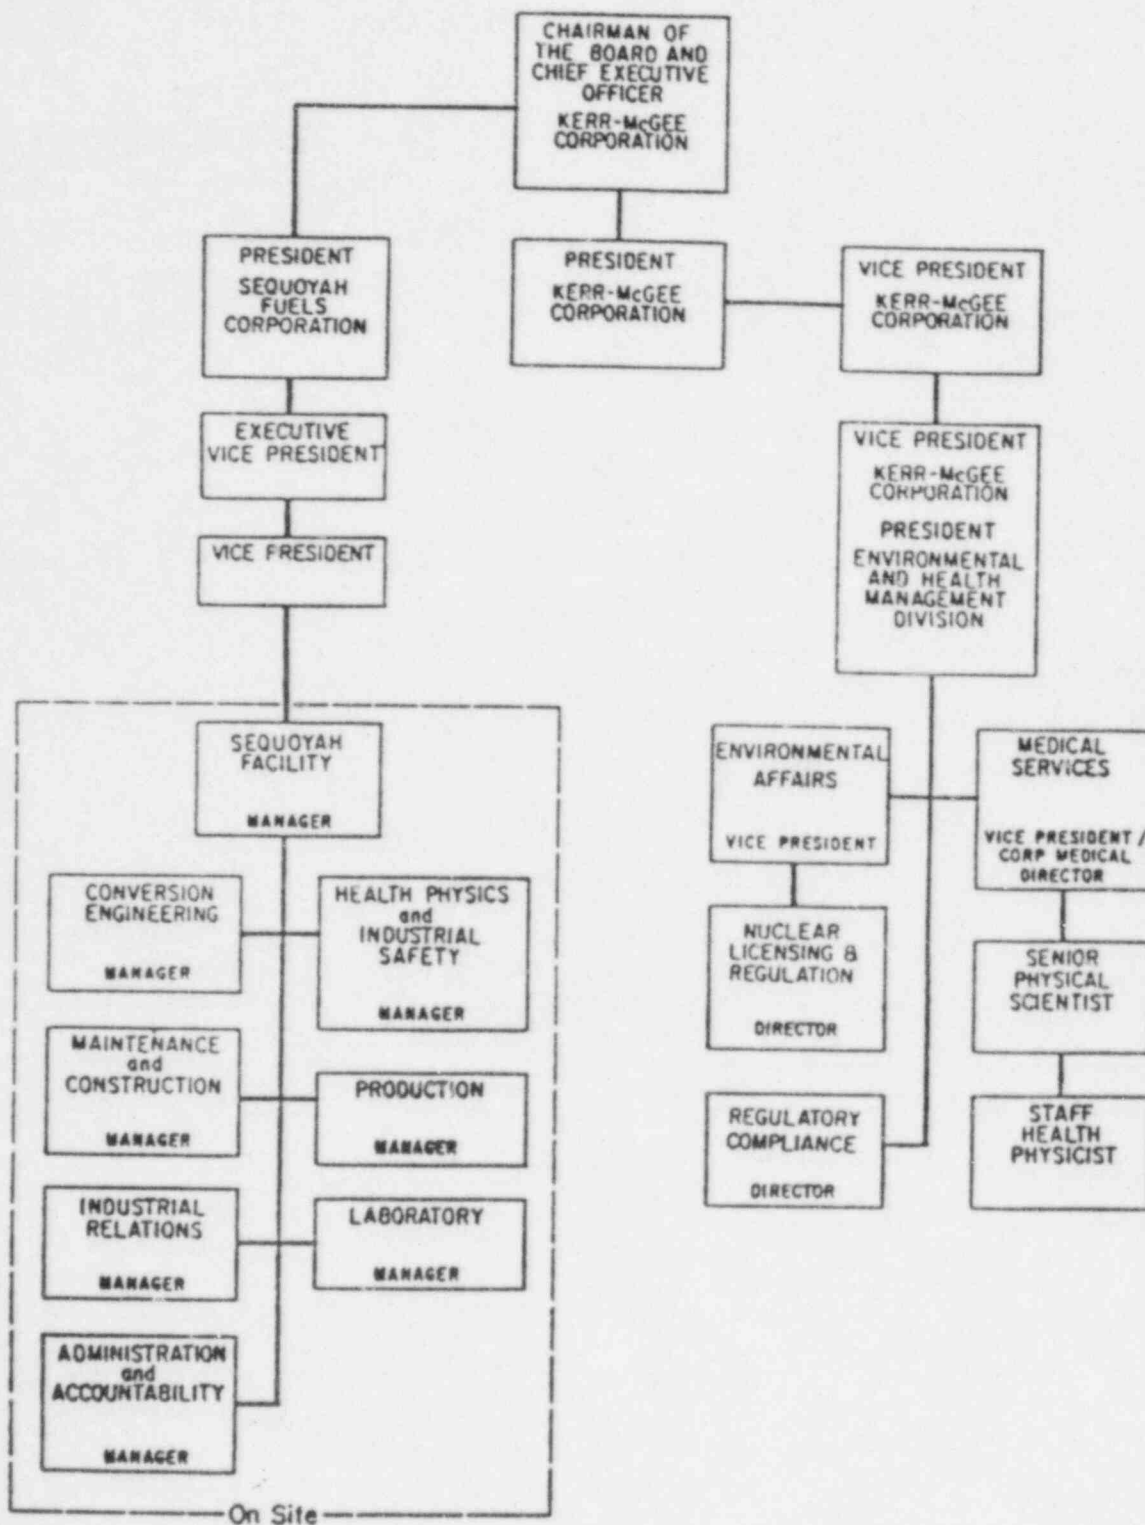 CHAIRMAN OF
THE BOARD AND
CHIEF EXECUTIVE
OFFICER
KERR-McGEE
CORPORATION
PRESIDENT
SEQUOYAH
FUELS
CORPORATION
PRESIDENT
KERR-McGEE
CORPORATION
VICE PRESIDENT
KERR-McGEE
CORPORATION
EXECUTIVE
VICE PRESIDENT
VICE PRESIDENT
VICE PRESIDENT
KERR-McGEE
CORPORATION
PRESIDENT
ENVIRONMENTAL
AND HEALTH
MANAGEMENT
DIVISION
SEQUOYAH
FACILITY
MANAGER
CONVERSION
ENGINEERING
MANAGER
HEALTH PHYSICS
and
INDUSTRIAL
SAFETY
MANAGER
MAINTENANCE
and
CONSTRUCTION
MANAGER
PRODUCTION
MANAGER
INDUSTRIAL
RELATIONS
MANAGER
LABORATORY
MANAGER
ADMINISTRATION
and
ACCOUNTABILITY
MANAGER
On Site
ENVIRONMENTAL
AFFAIRS
VICE PRESIDENT
MEDICAL
SERVICES
VICE PRESIDENT /
CORP MEDICAL
DIRECTOR
NUCLEAR
LICENSING &
REGULATION
DIRECTOR
SENIOR
PHYSICAL
SCIENTIST
REGULATORY
COMPLIANCE
DIRECTOR
STAFF
HEALTH
PHYSICIST